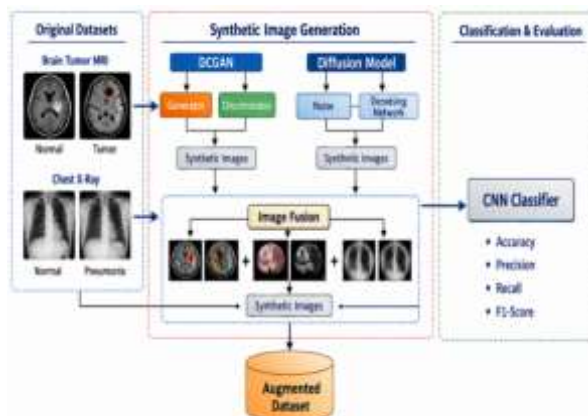 Original Datasets
Brain Tumor MRI
Normal
Tumor
Chest X-Ray
Normal
Pneumonia
Synthetic Image Generation
DCGAN
Generator
Discriminator
Synthetic Images
Diffusion Model
Noise
Denoising
Network
Synthetic Images
Image Fusion
+
+
Synthetic Images
Augmented
Dataset
Classification & Evaluation
CNN Classifier
• Accuracy
• Precision
• Recall
• F1-Score